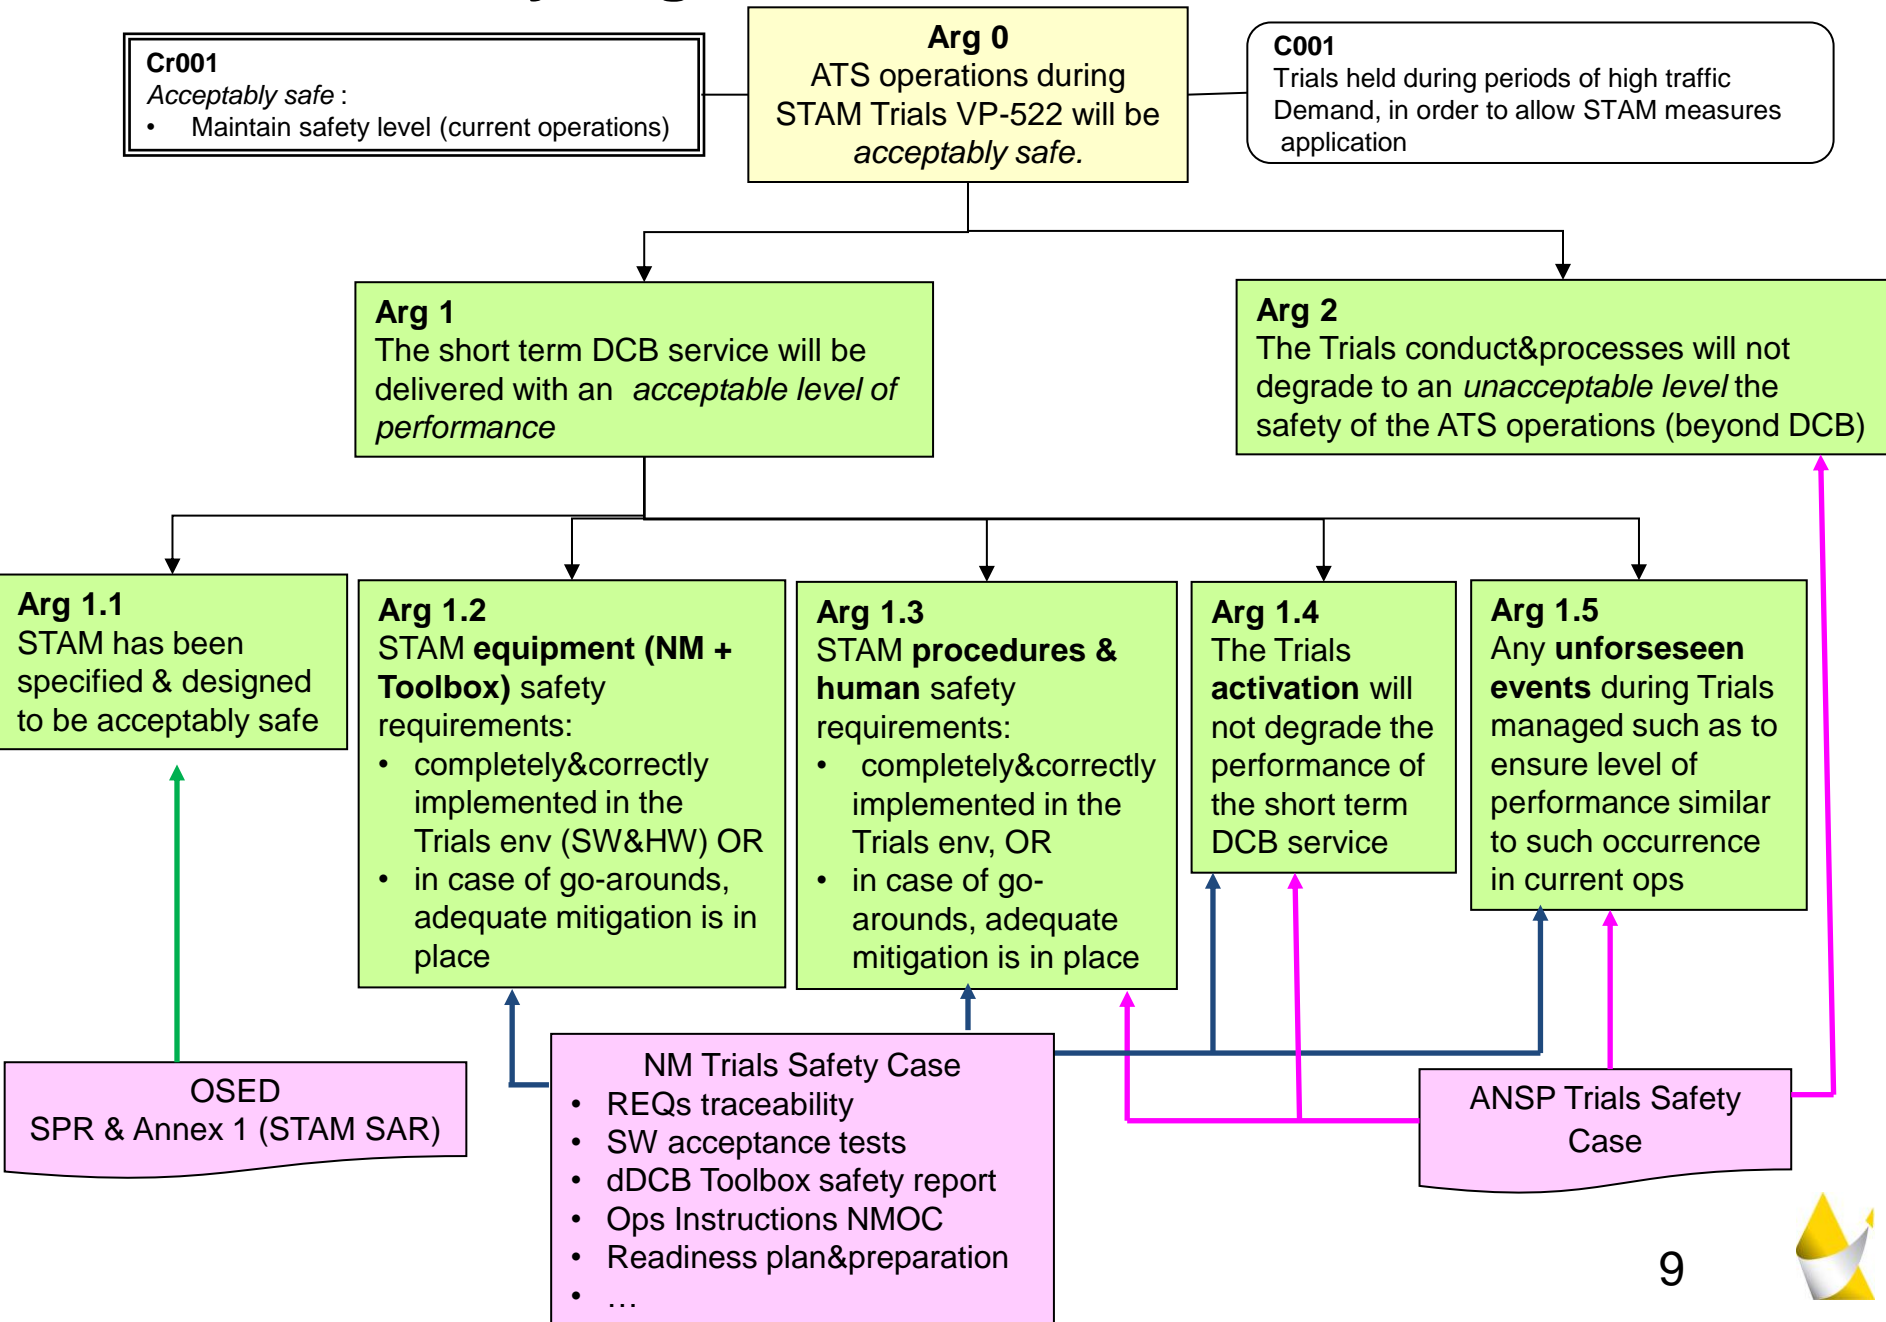 Cr001
Acceptably safe :
• Maintain safety level (current operations)
Arg 0
ATS operations during
STAM Trials VP-522 will be
acceptably safe.
C001
Trials held during periods of high traffic
Demand, in order to allow STAM measures
application
Arg 1
The short term DCB service will be
delivered with an acceptable level of
performance
Arg 2
The Trials conduct&processes will not
degrade to an unacceptable level the
safety of the ATS operations (beyond DCB)
Arg 1.1
STAM has been
specified & designed
to be acceptably safe
Arg 1.2
STAM equipment (NM +
Toolbox) safety
requirements:
• completely&correctly
implemented in the
Trials env (SW&HW) OR
• in case of go-arounds,
adequate mitigation is in
place
Arg 1.3
STAM procedures &
human safety
requirements:
• completely&correctly
implemented in the
Trials env, OR
• in case of go-
arounds, adequate
mitigation is in place
Arg 1.4
The Trials
activation will
not degrade the
performance of
the short term
DCB service
Arg 1.5
Any unforseseen
events during Trials
managed such as to
ensure level of
performance similar
to such occurrence
in current ops
OSED
SPR & Annex 1 (STAM SAR)
NM Trials Safety Case
• REQs traceability
• SW acceptance tests
• dDCB Toolbox safety report
• Ops Instructions NMOC
• Readiness plan&preparation
• …
ANSP Trials Safety
Case
9